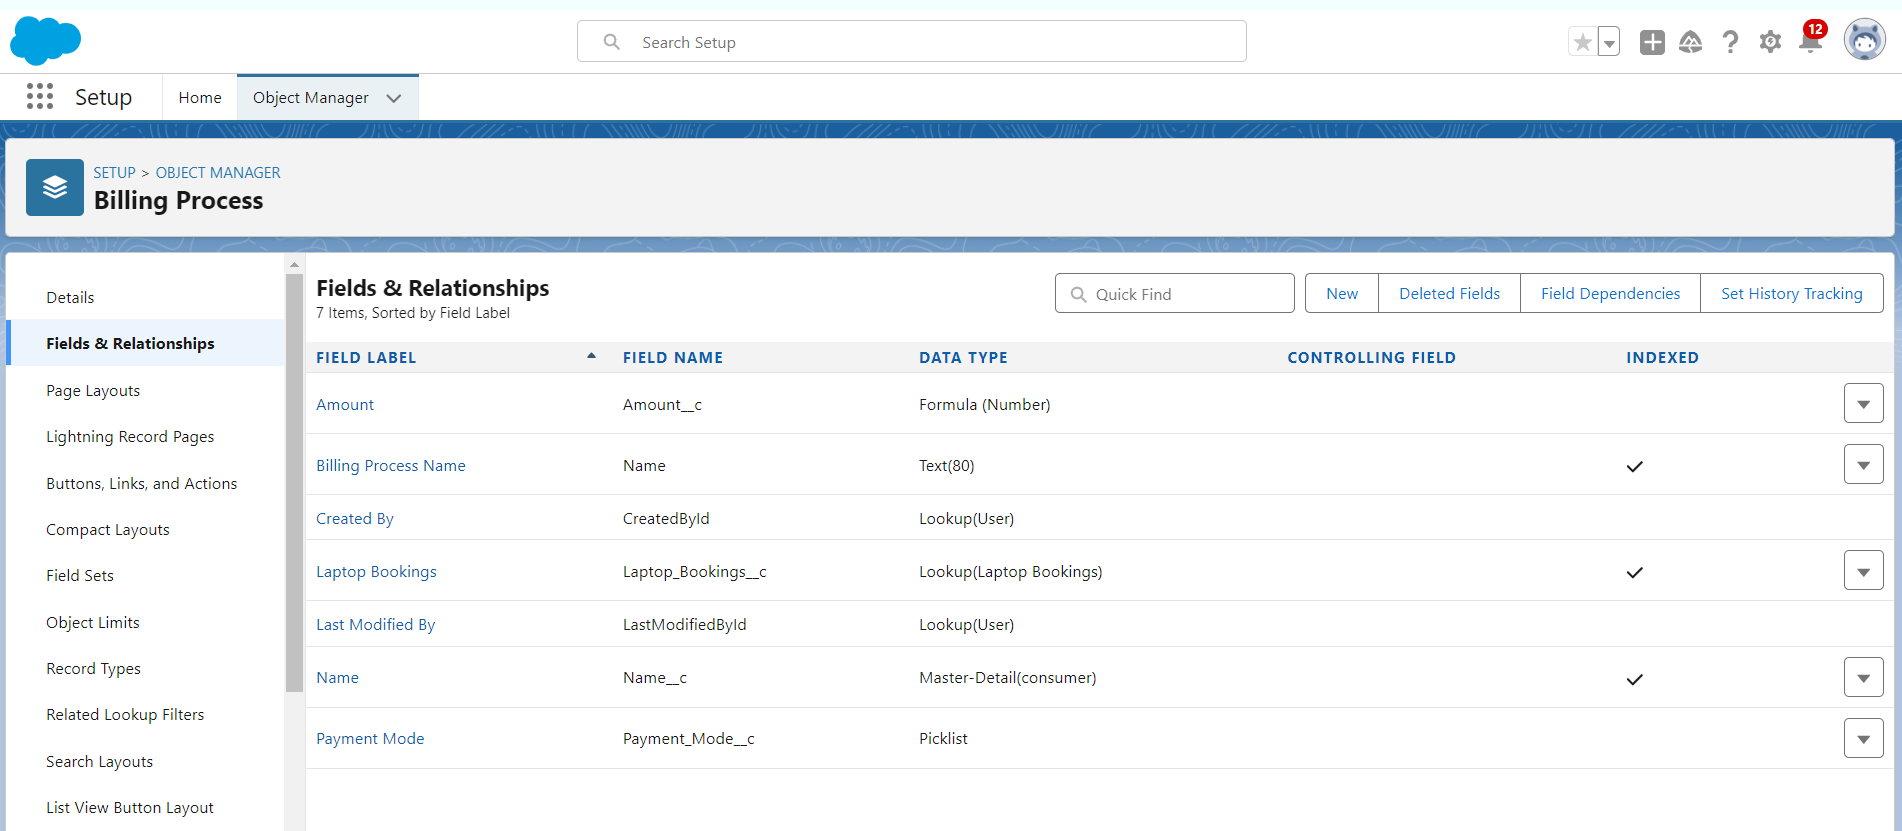 Search Setup
12
Setup
Home
Object Manager
SETUP > OBJECT MANAGER
Billing Process
Details
Fields & Relationships
Page Layouts
Lightning Record Pages
Buttons, Links, and Actions
Compact Layouts
Field Sets
Object Limits
Record Types
Related Lookup Filters
Search Layouts
List View Button Layout
Fields & Relationships
7 Items, Sorted by Field Label
Quick Find
New
Deleted Fields
Field Dependencies
Set History Tracking
FIELD LABEL FIELD NAME DATA TYPE CONTROLLING FIELD INDEXED
Amount Amount__c Formula (Number)
Billing Process Name Name Text(80)
Created By CreatedById Lookup(User)
Laptop Bookings Laptop_Bookings__c Lookup(Laptop Bookings)
Last Modified By LastModifiedById Lookup(User)
Name Name__c Master-Detail(consumer)
Payment Mode Payment_Mode__c Picklist